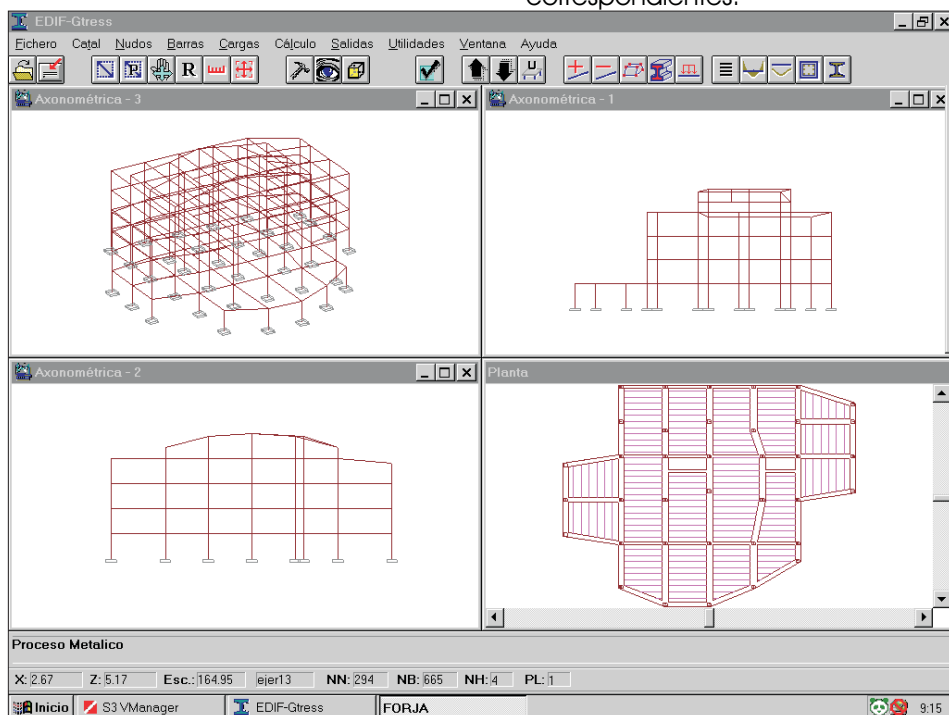 correspondientes.
EDIF-Gtress
Fichero Catal Nudos Barras Cargas Cálculo Salidas Utilidades Ventana Ayuda
R
Axonométrica - 3
Axonométrica - 1
Axonométrica - 2
Planta
Proceso Metalico
X: 2.67 Z: 5.17 Esc.: 164.95 ejer13 NN: 294 NB: 665 NH: 4 PL: 1
Inicio S3 VManager EDIF-Gtress FORJA 9:15